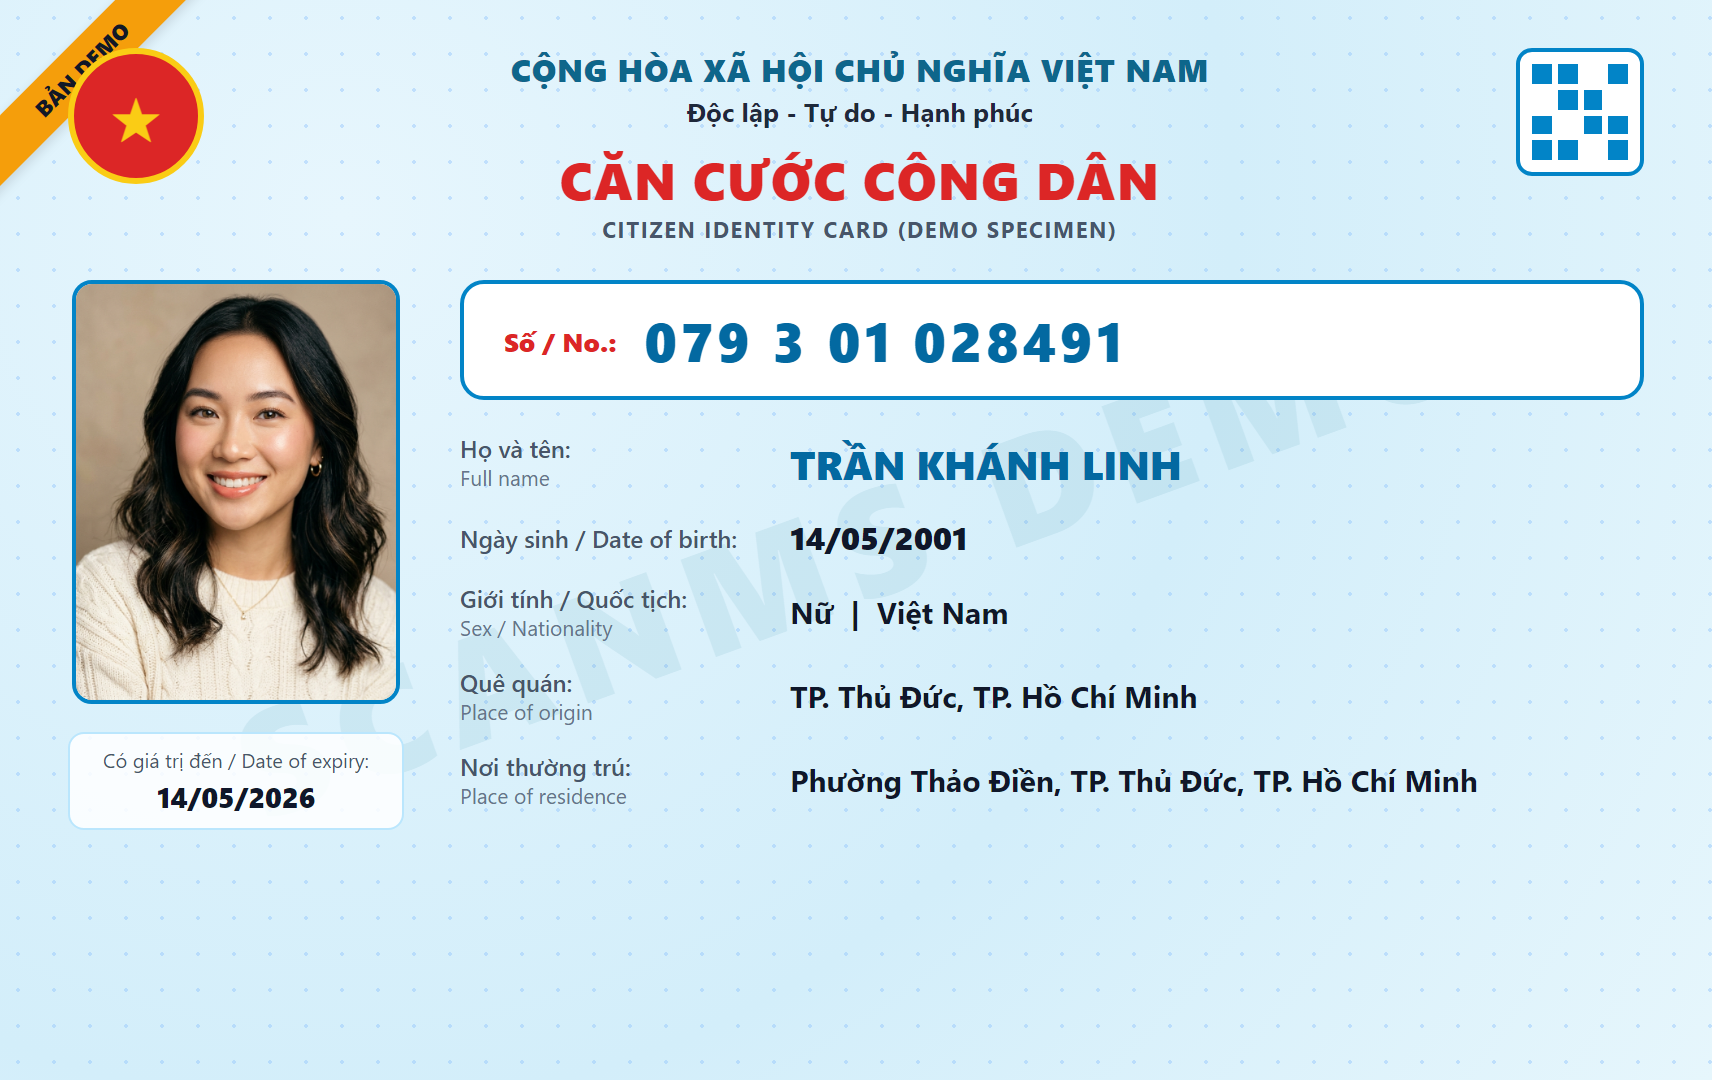 BẢN DEMO
CỘNG HÒA XÃ HỘI CHỦ NGHĨA VIỆT NAM
Độc lập - Tự do - Hạnh phúc
CĂN CƯỚC CÔNG DÂN
CITIZEN IDENTITY CARD (DEMO SPECIMEN)
Số / No.: 079 3 01 028491
Họ và tên: TRẦN KHÁNH LINH
Full name
Ngày sinh / Date of birth: 14/05/2001
Giới tính / Quốc tịch: Nữ | Việt Nam
Sex / Nationality
Quê quán: TP. Thủ Đức, TP. Hồ Chí Minh
Place of origin
Nơi thường trú: Phường Thảo Điền, TP. Thủ Đức, TP. Hồ Chí Minh
Place of residence
Có giá trị đến / Date of expiry:
14/05/2026
SCANMS DEMO